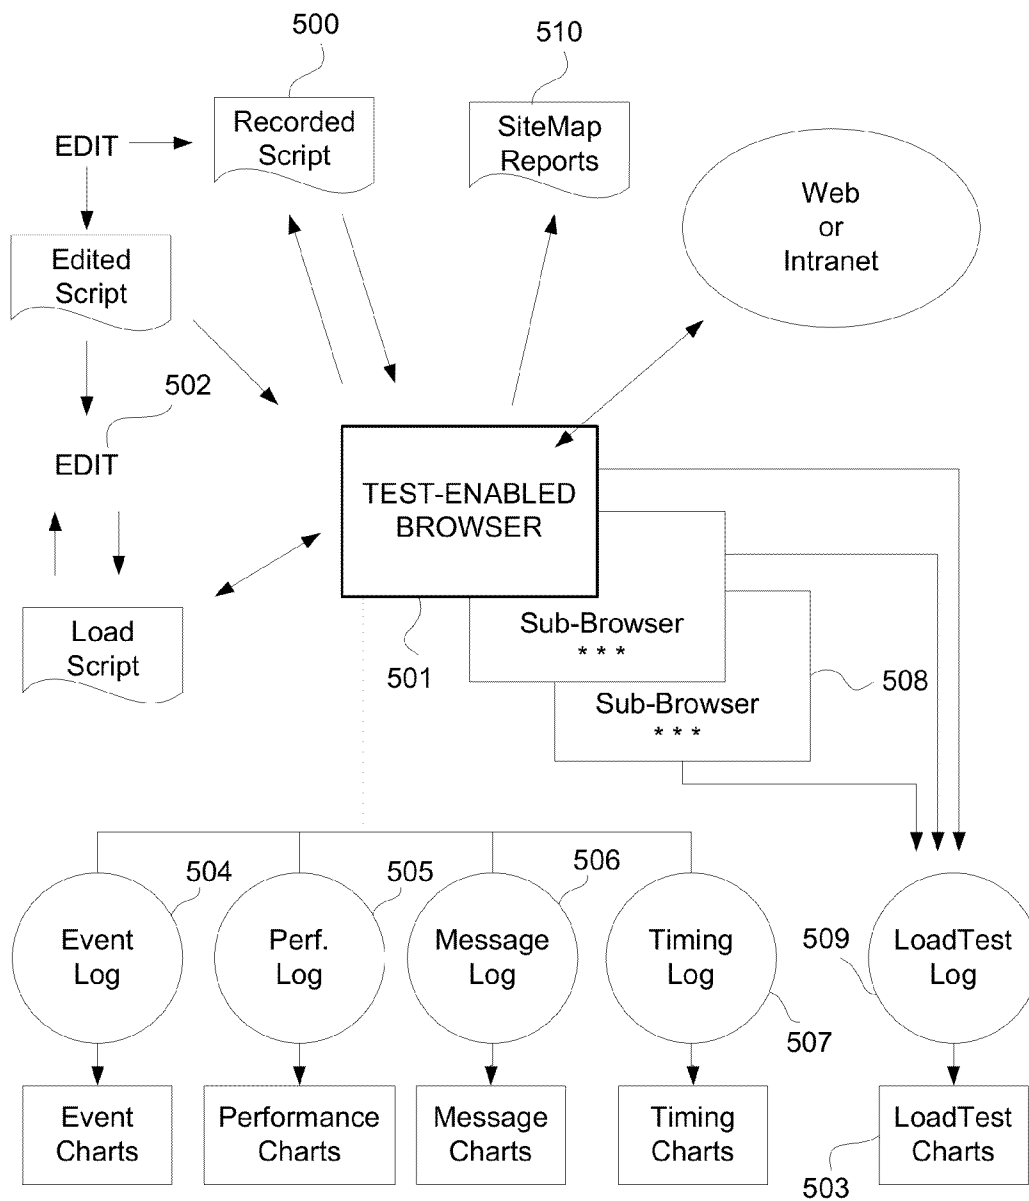 500
510
EDIT
Recorded
Script
SiteMap
Reports
Web
or
Intranet
Edited
Script
502
EDIT
TEST-ENABLED
BROWSER
Load
Script
501
Sub-Browser
* * *
508
Sub-Browser
* * *
504
505
506
Event
Log
Perf.
Log
Message
Log
Timing
Log
509
LoadTest
Log
507
Event
Charts
Performance
Charts
Message
Charts
Timing
Charts
LoadTest
Charts
503